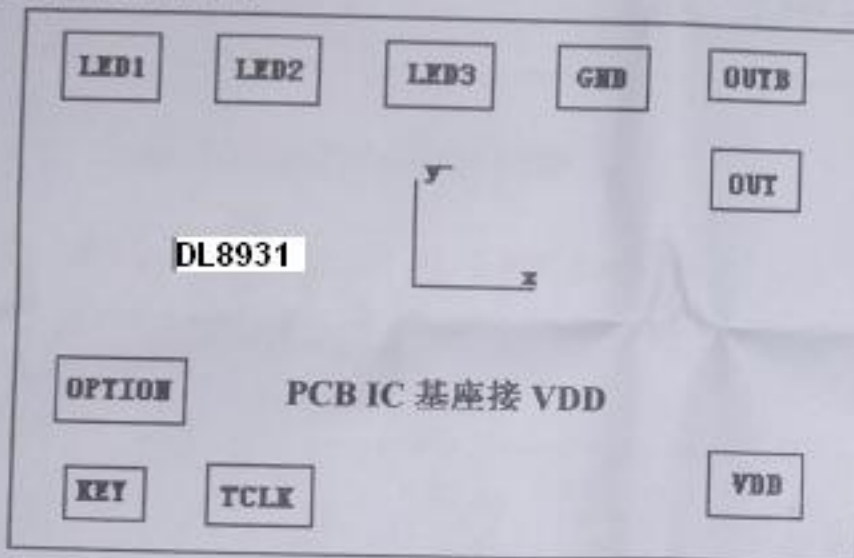 LED1 LED2 LED3 GND OUTB
OUT
y
DL8931
x
OPTION PCB IC 基座接 VDD
KEY TCLK VDD